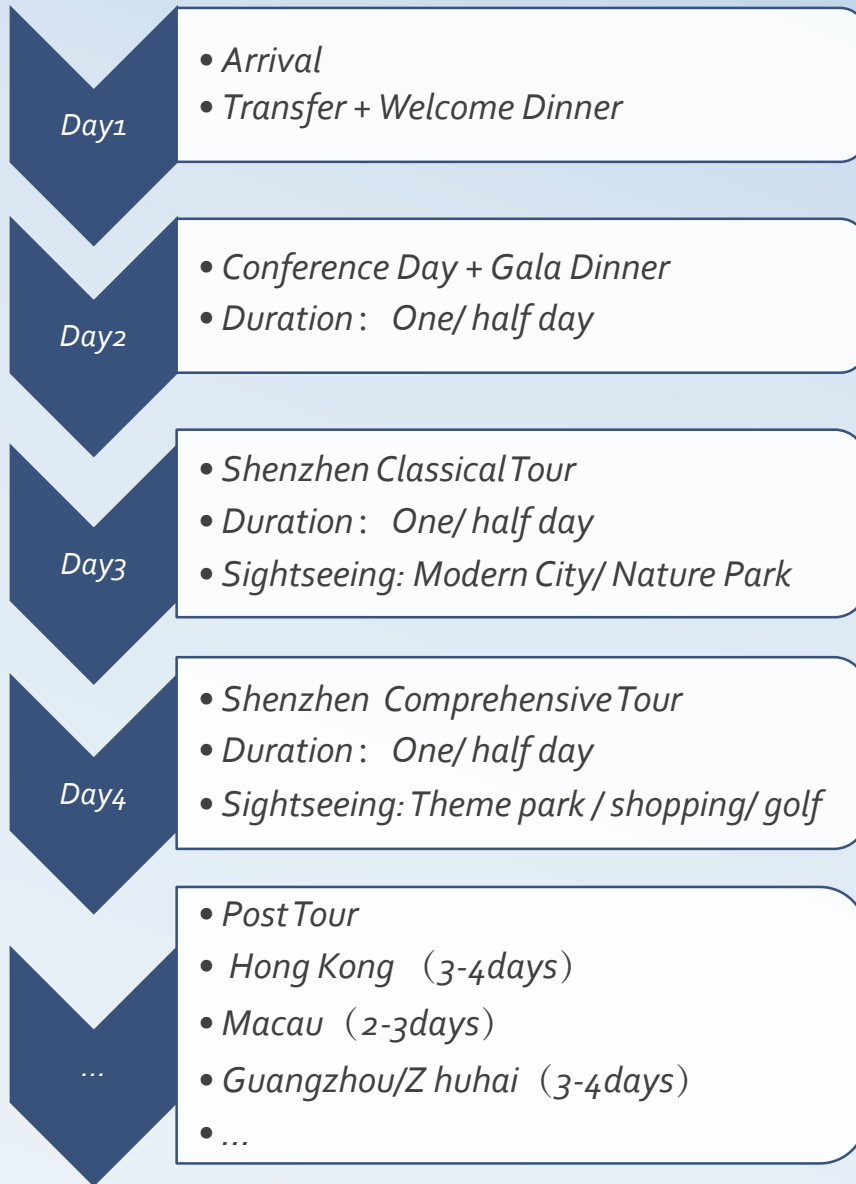 Day1
• Arrival
• Transfer + Welcome Dinner
Day2
• Conference Day + Gala Dinner
• Duration： One/ half day
Day3
• Shenzhen Classical Tour
• Duration： One/ half day
• Sightseeing: Modern City/ Nature Park
Day4
• Shenzhen Comprehensive Tour
• Duration： One/ half day
• Sightseeing: Theme park / shopping/ golf
...
• Post Tour
• Hong Kong （3-4days）
• Macau（2-3days）
• Guangzhou/Z huhai（3-4days）
• ...